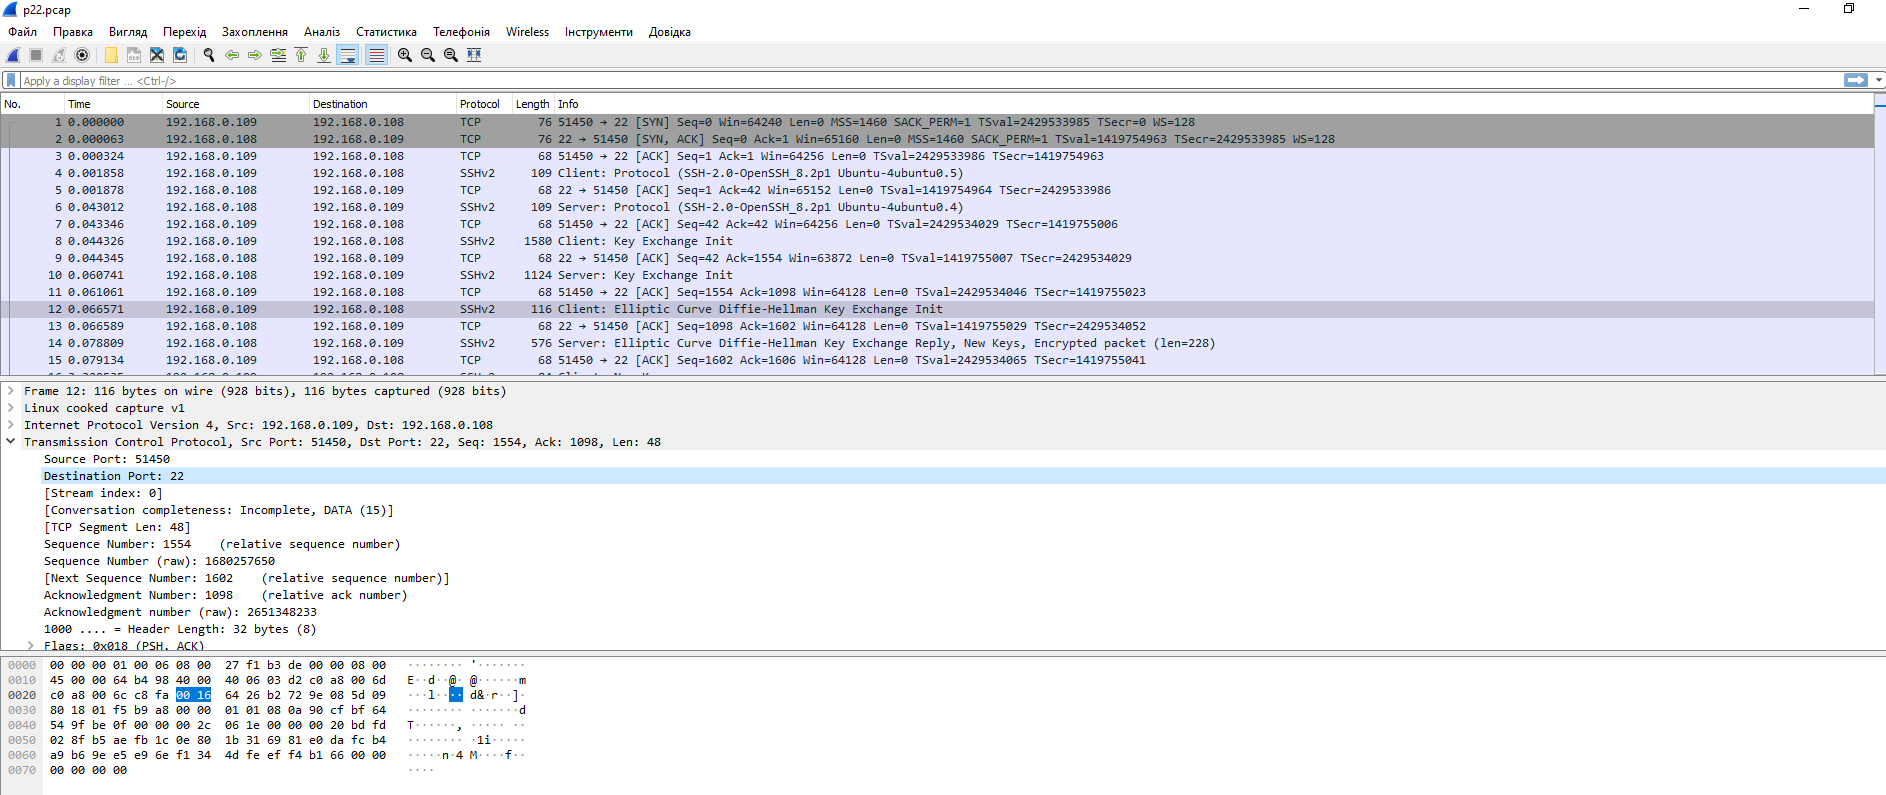 p22.pcap
Файл Правка Вигляд Перехід Захоплення Аналіз Статистика Телефонія Wireless Інструменти Довідка
Apply a display filter ... <Ctrl-/>
No. Time Source Destination Protocol Length Info
1 0.000000 192.168.0.109 192.168.0.108 TCP 76 51450 → 22 [SYN] Seq=0 Win=64240 Len=0 MSS=1460 SACK_PERM=1 TSval=2429533985 TSecr=0 WS=128
2 0.000063 192.168.0.108 192.168.0.109 TCP 76 22 → 51450 [SYN, ACK] Seq=0 Ack=1 Win=65160 Len=0 MSS=1460 SACK_PERM=1 TSval=1419754963 TSecr=2429533985 WS=128
3 0.000324 192.168.0.109 192.168.0.108 TCP 68 51450 → 22 [ACK] Seq=1 Ack=1 Win=64256 Len=0 TSval=2429533986 TSecr=1419754963
4 0.001858 192.168.0.109 192.168.0.108 SSHv2 109 Client: Protocol (SSH-2.0-OpenSSH_8.2p1 Ubuntu-4ubuntu0.5)
5 0.001878 192.168.0.108 192.168.0.109 TCP 68 22 → 51450 [ACK] Seq=1 Ack=42 Win=65152 Len=0 TSval=1419754964 TSecr=2429533986
6 0.043012 192.168.0.108 192.168.0.109 SSHv2 109 Server: Protocol (SSH-2.0-OpenSSH_8.2p1 Ubuntu-4ubuntu0.4)
7 0.043346 192.168.0.109 192.168.0.108 TCP 68 51450 → 22 [ACK] Seq=42 Ack=42 Win=64256 Len=0 TSval=2429534029 TSecr=1419755006
8 0.044326 192.168.0.109 192.168.0.108 SSHv2 1580 Client: Key Exchange Init
9 0.044345 192.168.0.108 192.168.0.109 TCP 68 22 → 51450 [ACK] Seq=42 Ack=1554 Win=63872 Len=0 TSval=1419755007 TSecr=2429534029
10 0.060741 192.168.0.108 192.168.0.109 SSHv2 1124 Server: Key Exchange Init
11 0.061061 192.168.0.109 192.168.0.108 TCP 68 51450 → 22 [ACK] Seq=1554 Ack=1098 Win=64128 Len=0 TSval=2429534046 TSecr=1419755023
12 0.066571 192.168.0.109 192.168.0.108 SSHv2 116 Client: Elliptic Curve Diffie-Hellman Key Exchange Init
13 0.066589 192.168.0.108 192.168.0.109 TCP 68 22 → 51450 [ACK] Seq=1098 Ack=1602 Win=64128 Len=0 TSval=1419755029 TSecr=2429534052
14 0.078809 192.168.0.108 192.168.0.109 SSHv2 576 Server: Elliptic Curve Diffie-Hellman Key Exchange Reply, New Keys, Encrypted packet (len=228)
15 0.079134 192.168.0.109 192.168.0.108 TCP 68 51450 → 22 [ACK] Seq=1602 Ack=1606 Win=64128 Len=0 TSval=2429534065 TSecr=1419755041
Frame 12: 116 bytes on wire (928 bits), 116 bytes captured (928 bits)
Linux cooked capture v1
Internet Protocol Version 4, Src: 192.168.0.109, Dst: 192.168.0.108
Transmission Control Protocol, Src Port: 51450, Dst Port: 22, Seq: 1554, Ack: 1098, Len: 48
Source Port: 51450
Destination Port: 22
[Stream index: 0]
[Conversation completeness: Incomplete, DATA (15)]
[TCP Segment Len: 48]
Sequence Number: 1554 (relative sequence number)
Sequence Number (raw): 1680257650
[Next Sequence Number: 1602 (relative sequence number)]
Acknowledgment Number: 1098 (relative ack number)
Acknowledgment number (raw): 2651348233
1000 .... = Header Length: 32 bytes (8)
Flags: 0x018 (PSH, ACK)
0000 00 00 00 01 00 06 08 00 27 f1 b3 de 00 00 08 00 ········ '·······
0010 45 00 00 64 b4 98 40 00 40 06 03 d2 c0 a8 00 6d E··d··@· @······m
0020 c0 a8 00 6c c8 fa 00 16 64 26 b2 72 9e 08 5d 09 ···l···· d&·r··]·
0030 80 18 01 f5 b9 a8 00 00 01 01 08 0a 90 cf bf 64 ········ ·······d
0040 54 9f be 0f 00 00 00 2c 06 1e 00 00 00 20 bd fd T······, ····· ··
0050 02 8f b5 ae fb 1c 0e 80 1b 31 69 81 e0 da fc b4 ········ ·1i·····
0060 a9 b6 9e e5 e9 6e f1 34 4d fe ef f4 b1 66 00 00 ·····n·4 M····f··
0070 00 00 00 00 ····